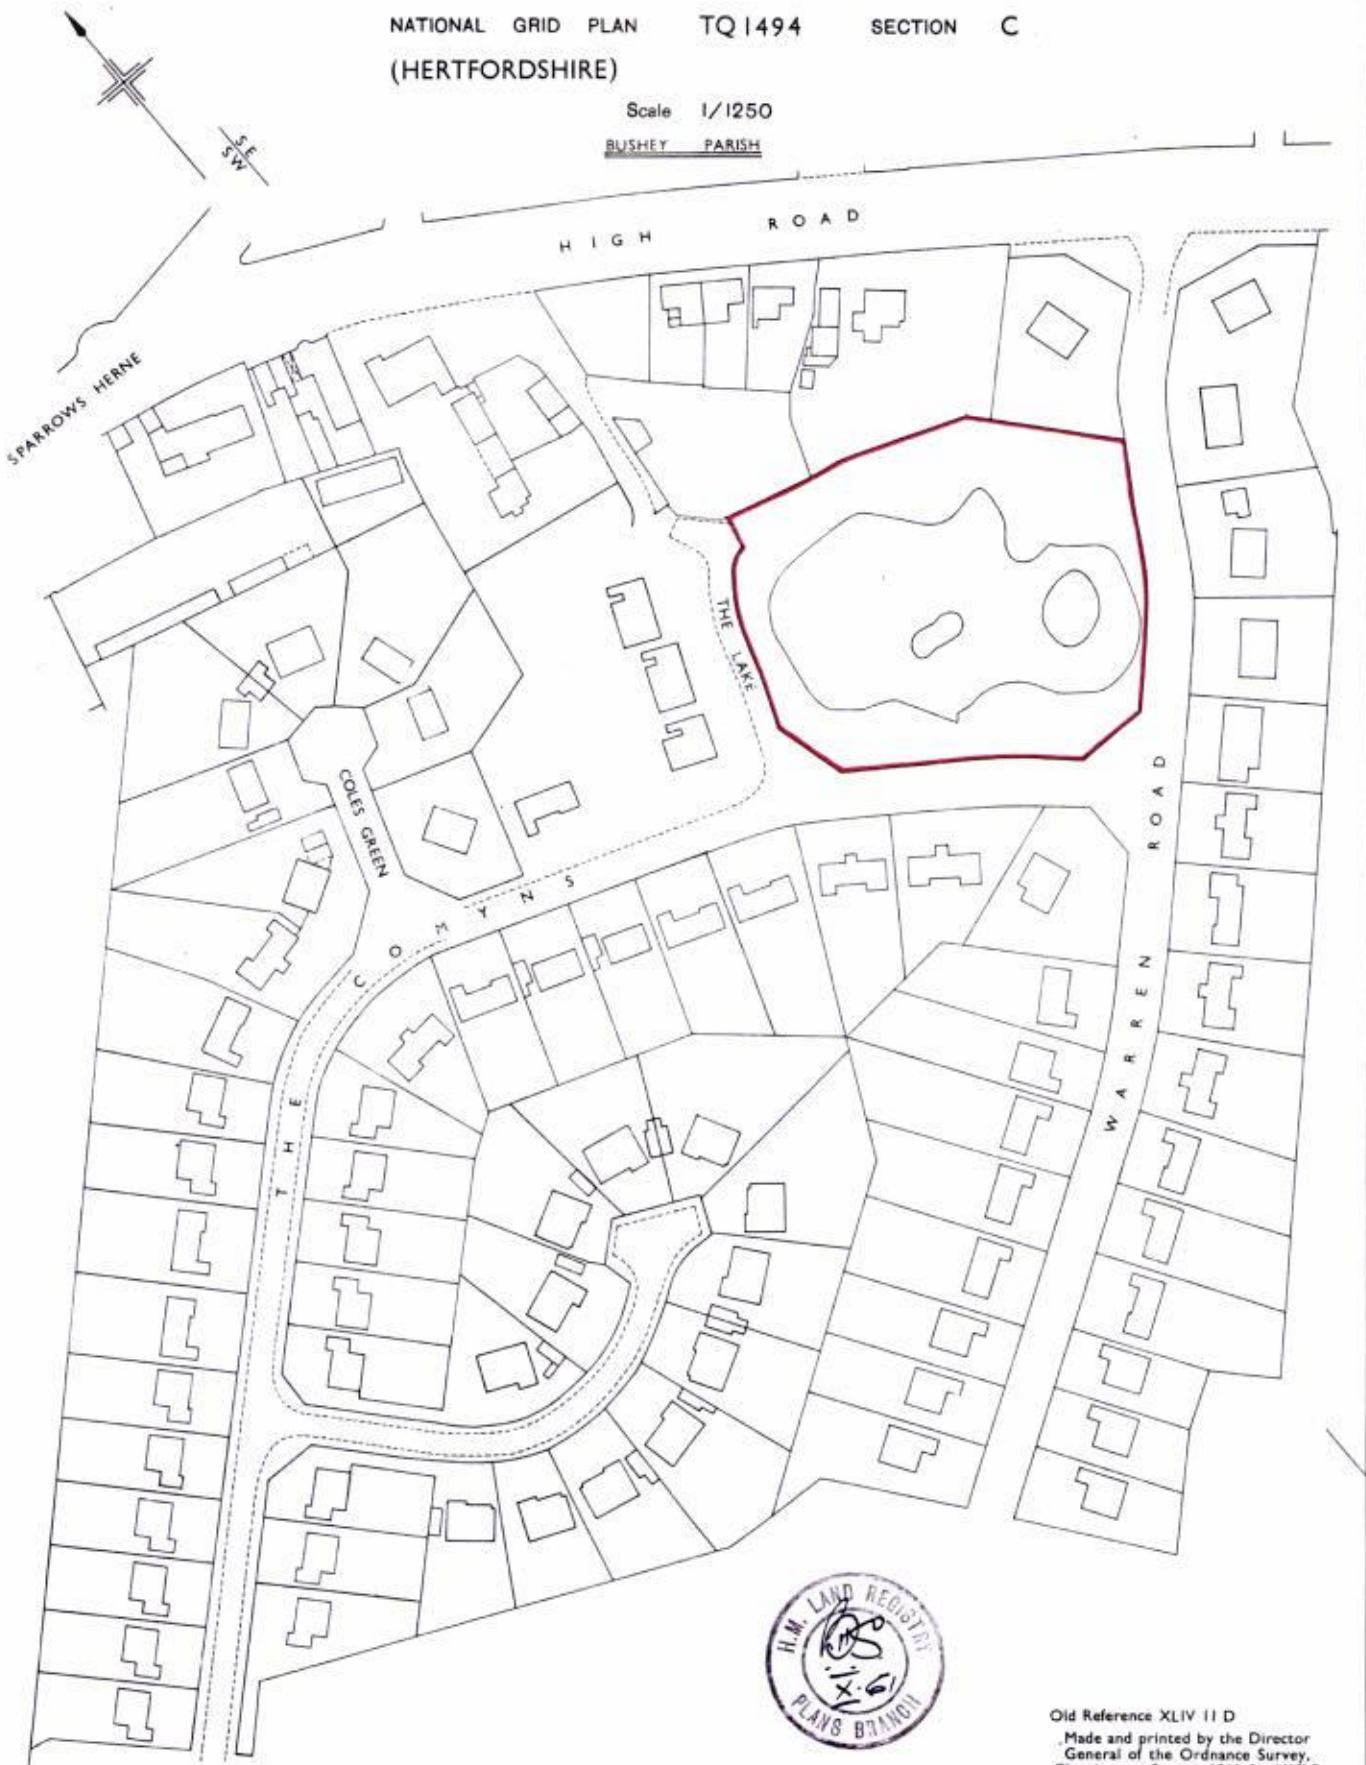 NATIONAL GRID PLAN TQ 1494 SECTION C
(HERTFORDSHIRE)
Scale 1/1250
BUSHEY PARISH
SE
SW
HIGH ROAD
SPARROWS HERNE
THE LAKE
COLES GREEN
THE COMYNS
WARREN ROAD
H.M. LAND REGISTRY
PLANS BRANCH
Old Reference XLIV 11 D
Made and printed by the Director
General of the Ordnance Survey,